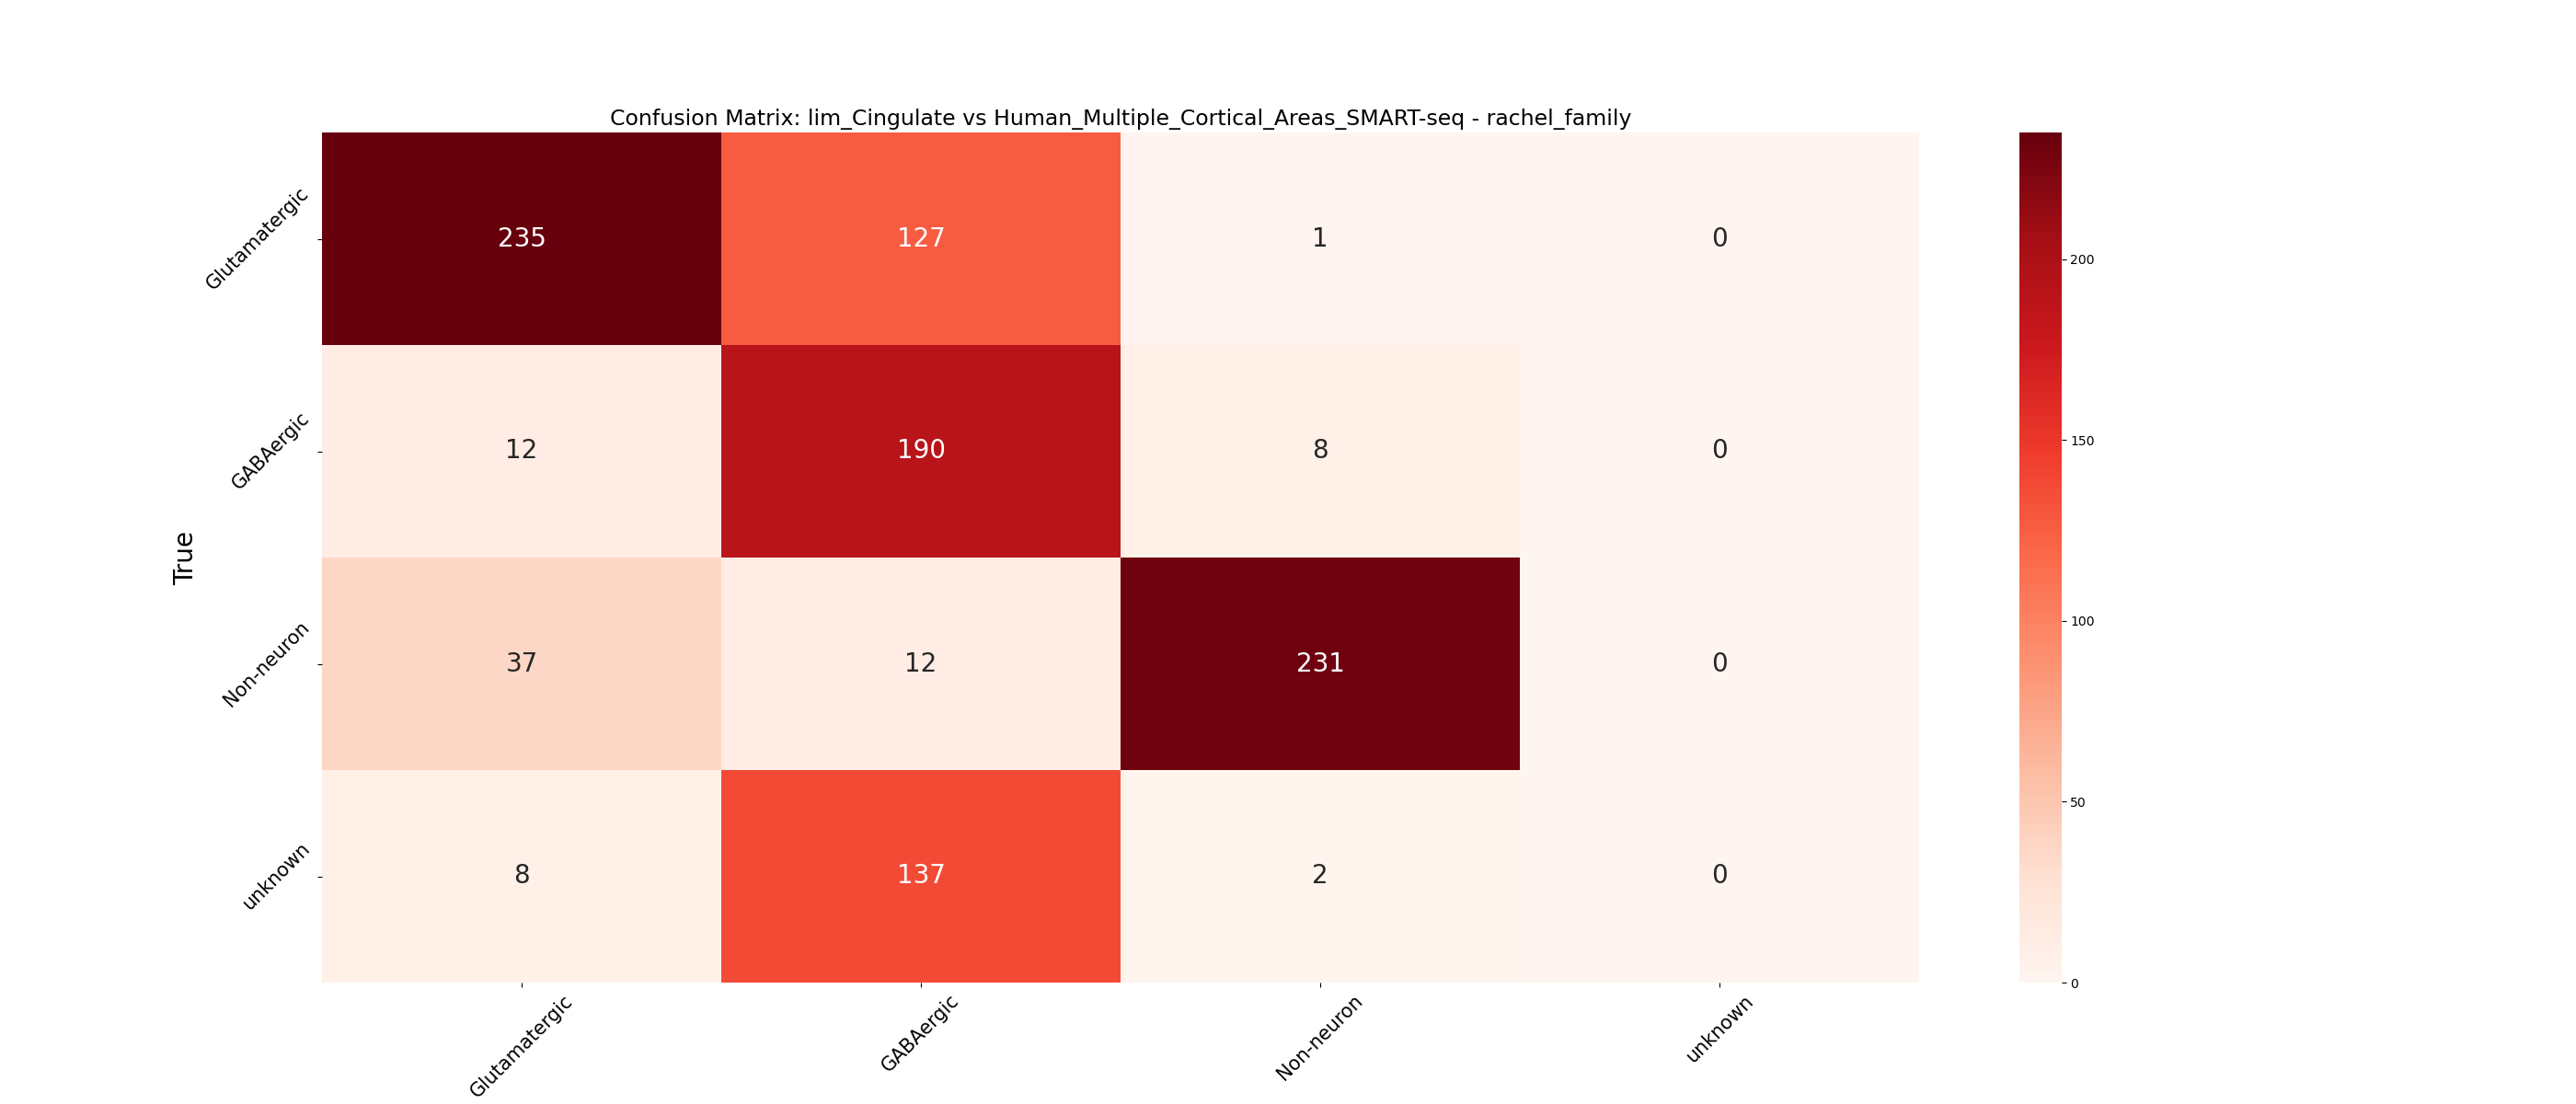 Confusion Matrix: lim_Cingulate vs Human_Multiple_Cortical_Areas_SMART-seq - rachel_family
True
Glutamatergic
235 127 1 0
GABAergic
12 190 8 0
Non-neuron
37 12 231 0
unknown
8 137 2 0
Glutamatergic GABAergic Non-neuron unknown
200
150
100
50
0